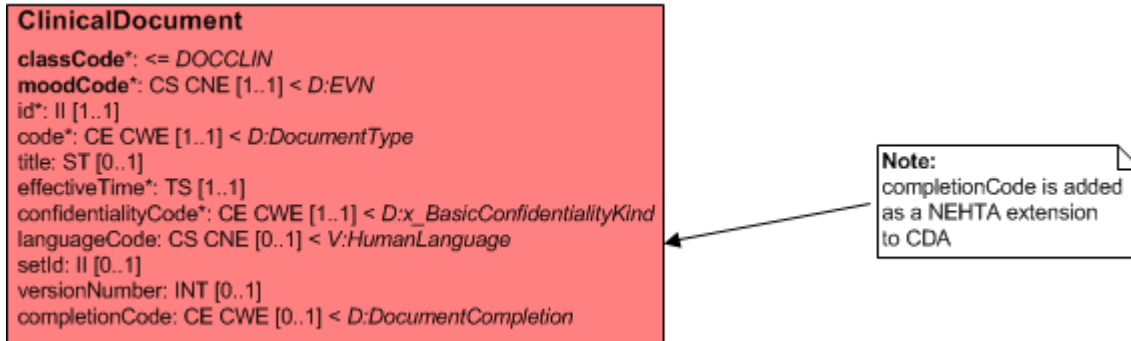 ClinicalDocument
classCode*: <= DOCCLIN
moodCode*: CS CNE [1..1] < D:EVN
id*: II [1..1]
code*: CE CWE [1..1] < D:DocumentType
title: ST [0..1]
effectiveTime*: TS [1..1]
confidentialityCode*: CE CWE [1..1] < D:x_BasicConfidentialityKind
languageCode: CS CNE [0..1] < V:HumanLanguage
setId: II [0..1]
versionNumber: INT [0..1]
completionCode: CE CWE [0..1] < D:DocumentCompletion
Note:
completionCode is added
as a NEHTA extension
to CDA